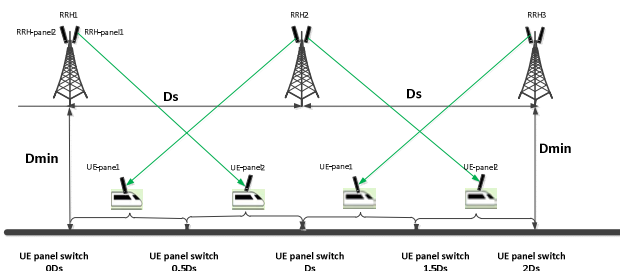 RRH1
RRH2
RRH3
RRH-panel2
RRH-panel1
Ds
Ds
Dmin
Dmin
UE-pane1
UE-panel2
UE-pane1
UE-panel2
UE panel switch
0Ds
UE panel switch
0.5Ds
UE panel switch
Ds
UE panel switch
1.5Ds
UE panel switch
2Ds